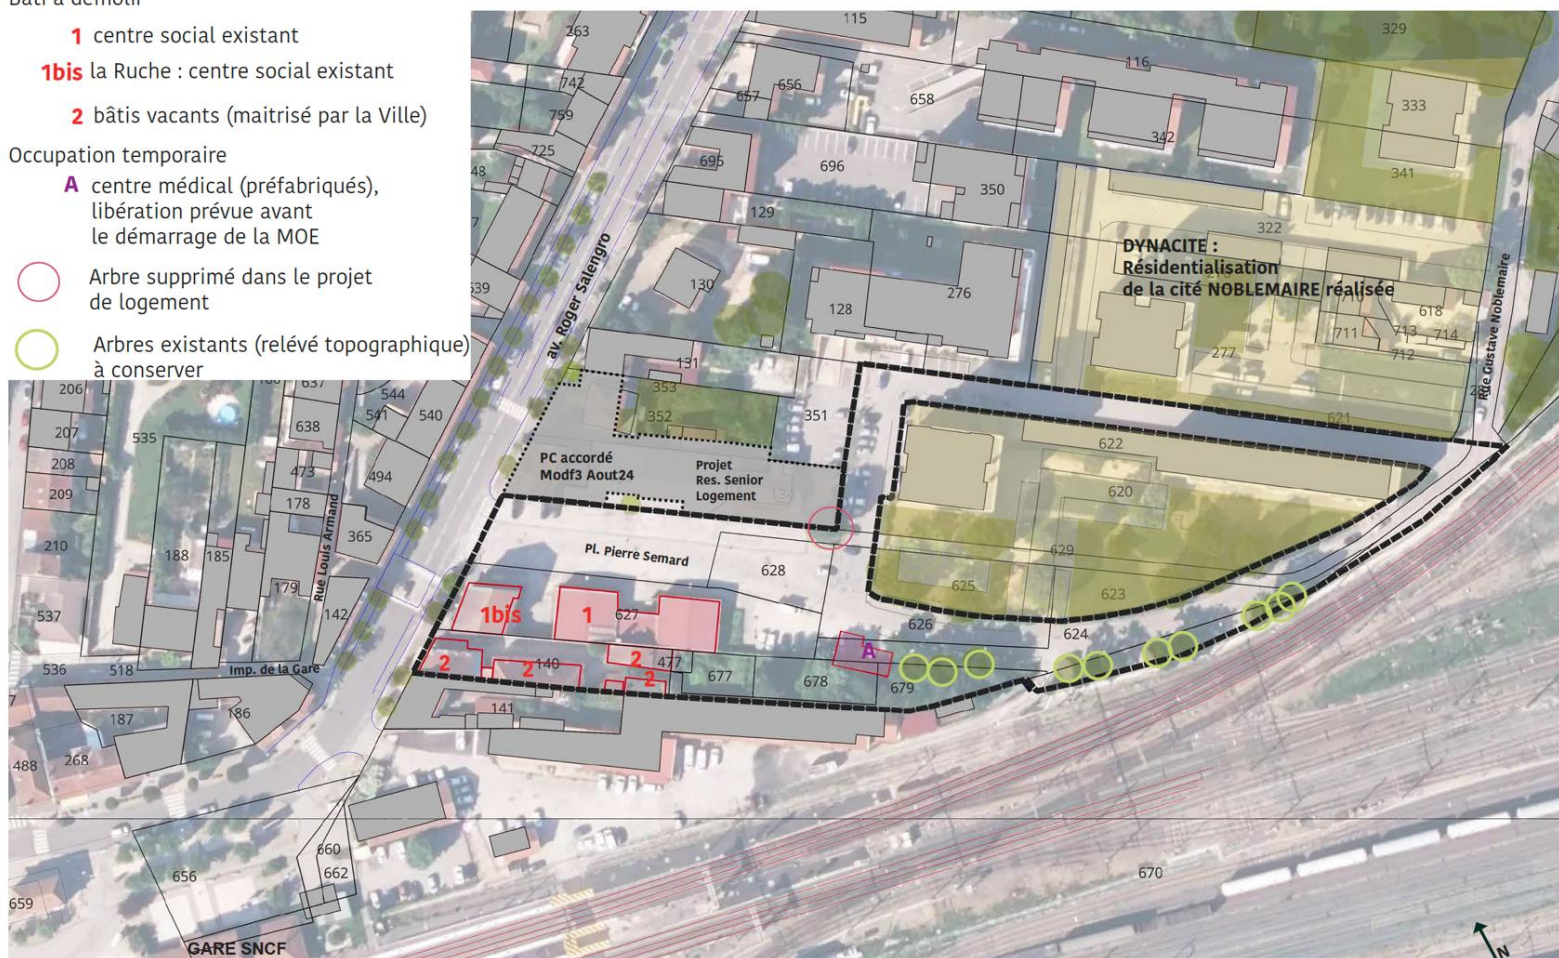 Bâti à démolir
1 centre social existant
1bis la Ruche : centre social existant
2 bâtis vacants (maitrisé par la Ville)
Occupation temporaire
A centre médical (préfabriqués),
libération prévue avant
le démarrage de la MOE
Arbre supprimé dans le projet
de logement
Arbres existants (relévé topographique)
à conserver
263
115
329
742
656
657
658
116
333
759
725
695
696
342
341
48
350
129
322
av. Roger Salengro
DYNACITE :
Résidentialisation
de la cité NOBLEMAIRE réalisée
Rue Gustave Noblemaire
130
276
128
618
711
713
714
712
277
131
353
352
351
621
206
637
544
541
540
207
638
535
208
473
494
209
178
622
PC accordé
Modf3 Aout24
Projet
Res. Senior
Logement
620
210
188
185
365
Rue Louis Armand
Pl. Pierre Semard
628
629
625
623
179
142
537
1bis
1
627
626
624
536
518
Imp. de la Gare
2
2
140
2
477
2
677
678
A
679
187
186
141
488
268
660
662
656
659
670
GARE SNCF
N